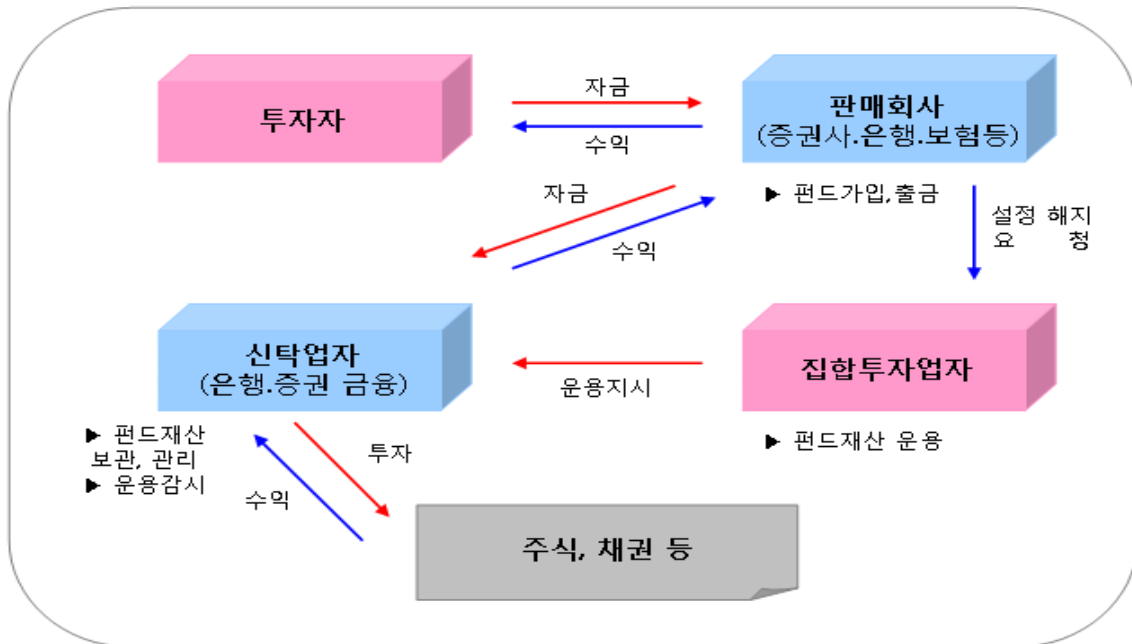 투자자
자금
수익
판매회사
(증권사.은행.보험등)
▶ 펀드가입,출금
자금
수익
설정 해지
요 청
신탁업자
(은행.증권 금융)
운용지시
집합투자업자
▶ 펀드재산
보관, 관리
▶ 운용감시
▶ 펀드재산 운용
투자
수익
주식, 채권 등